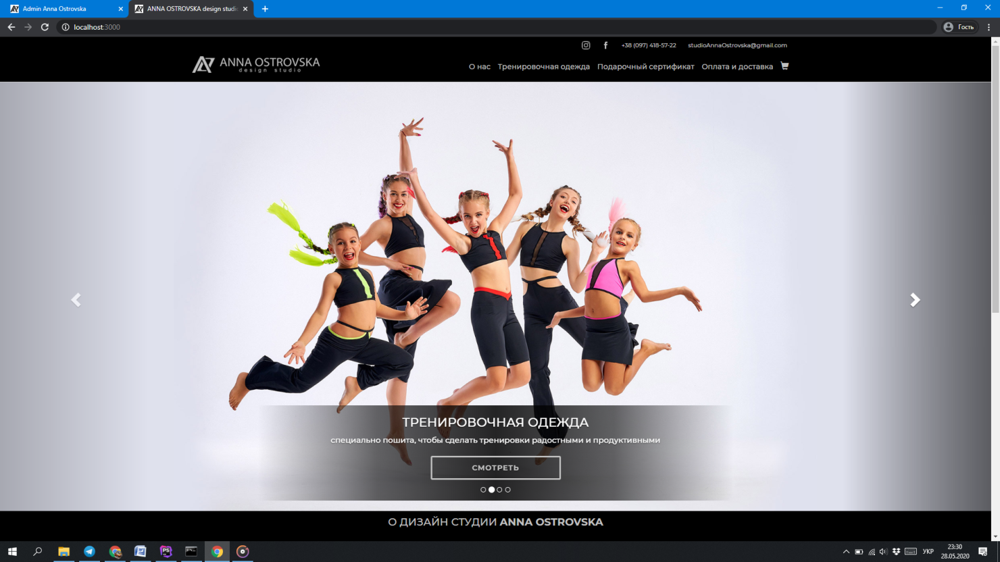 Admin Anna Ostrovska
ANNA OSTROVSKA design studio
localhost:3000
Гость
+38 (097) 418-57-22 studioAnnaOstrovska@gmail.com
ANNA OSTROVSKA
design studio
О нас Тренировочная одежда Подарочный сертификат Оплата и доставка
ТРЕНИРОВОЧНАЯ ОДЕЖДА
специально пошита, чтобы сделать тренировки радостными и продуктивными
СМОТРЕТЬ
О ДИЗАЙН СТУДИИ ANNA OSTROVSKA
PS
УКР
23:30
28.05.2020